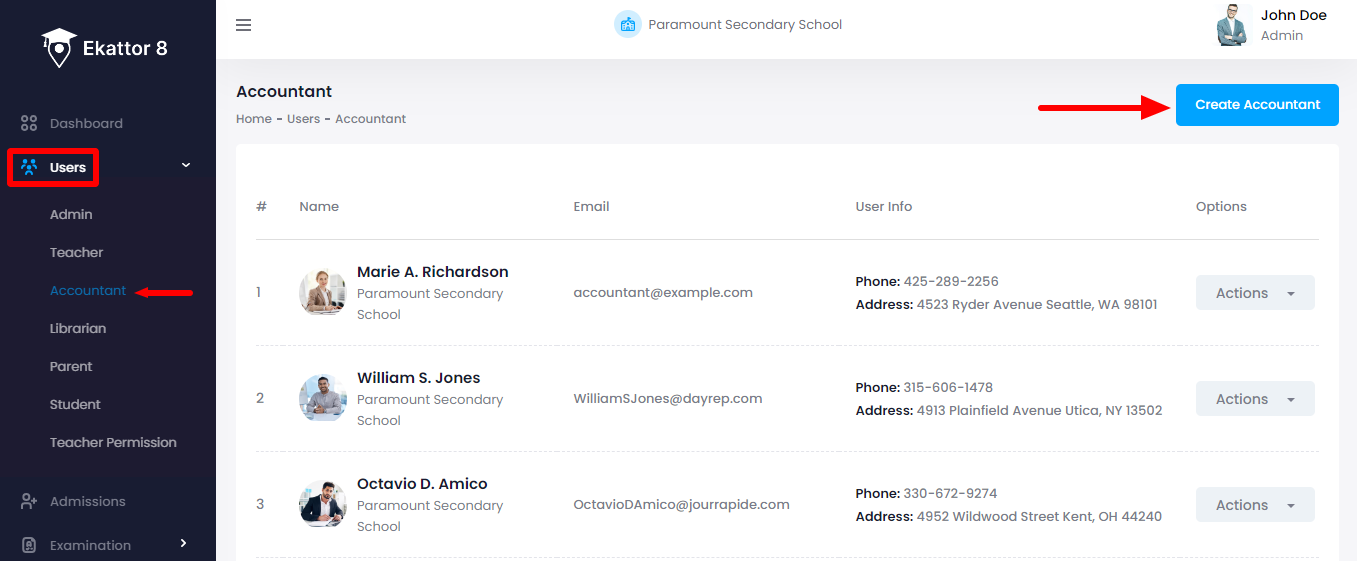 Ekattor 8
Paramount Secondary School
John Doe
Admin
Dashboard
Users
Admin
Teacher
Accountant
Librarian
Parent
Student
Teacher Permission
Admissions
Examination
Accountant
Home - Users - Accountant
Create Accountant
# Name Email User Info Options
1
Marie A. Richardson
Paramount Secondary
School
accountant@example.com
Phone: 425-289-2256
Address: 4523 Ryder Avenue Seattle, WA 98101
Actions
2
William S. Jones
Paramount Secondary
School
WilliamSJones@dayrep.com
Phone: 315-606-1478
Address: 4913 Plainfield Avenue Utica, NY 13502
Actions
3
Octavio D. Amico
Paramount Secondary
School
OctavioDAmico@jourrapide.com
Phone: 330-672-9274
Address: 4952 Wildwood Street Kent, OH 44240
Actions